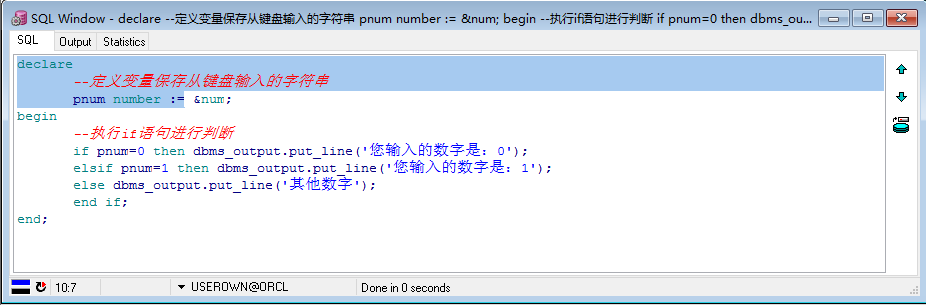 SQL Window - declare --定义变量保存从键盘输入的字符串 pnum number := &num; begin --执行if语句进行判断 if pnum=0 then dbms_ou...
SQL Output Statistics
declare
--定义变量保存从键盘输入的字符串
pnum number := &num;
begin
--执行if语句进行判断
if pnum=0 then dbms_output.put_line('您输入的数字是：0');
elsif pnum=1 then dbms_output.put_line('您输入的数字是：1');
else dbms_output.put_line('其他数字');
end if;
end;
10:7 USEROWN@ORCL Done in 0 seconds